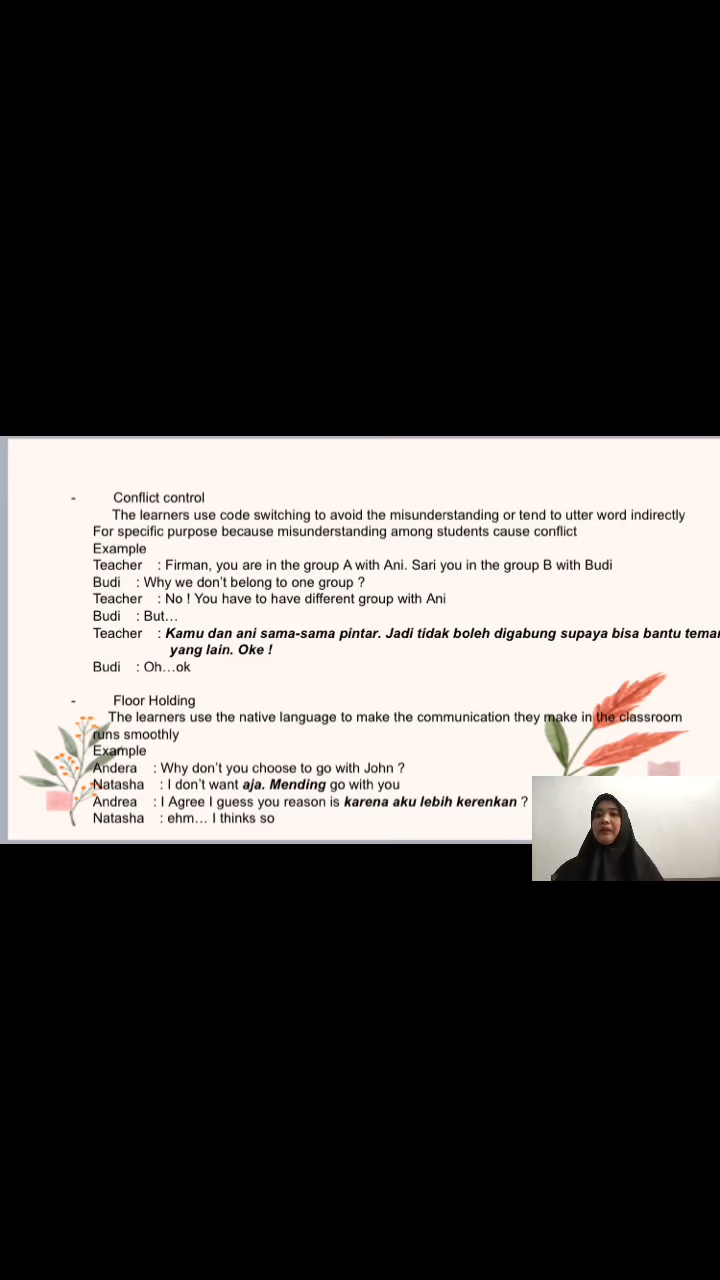 - Conflict control
The learners use code switching to avoid the misunderstanding or tend to utter word indirectly
For specific purpose because misunderstanding among students cause conflict
Example
Teacher : Firman, you are in the group A with Ani. Sari you in the group B with Budi
Budi : Why we don't belong to one group ?
Teacher : No ! You have to have different group with Ani
Budi : But…
Teacher : Kamu dan ani sama-sama pintar. Jadi tidak boleh digabung supaya bisa bantu
yang lain. Oke !
Budi : Oh…ok
- Floor Holding
The learners use the native language to make the communication they make in the classroom
runs smoothly
Example
Andera : Why don't you choose to go with John ?
Natasha : I don't want aja. Mending go with you
Andrea : I Agree I guess you reason is karena aku lebih kerenkan ?
Natasha : ehm… I thinks so